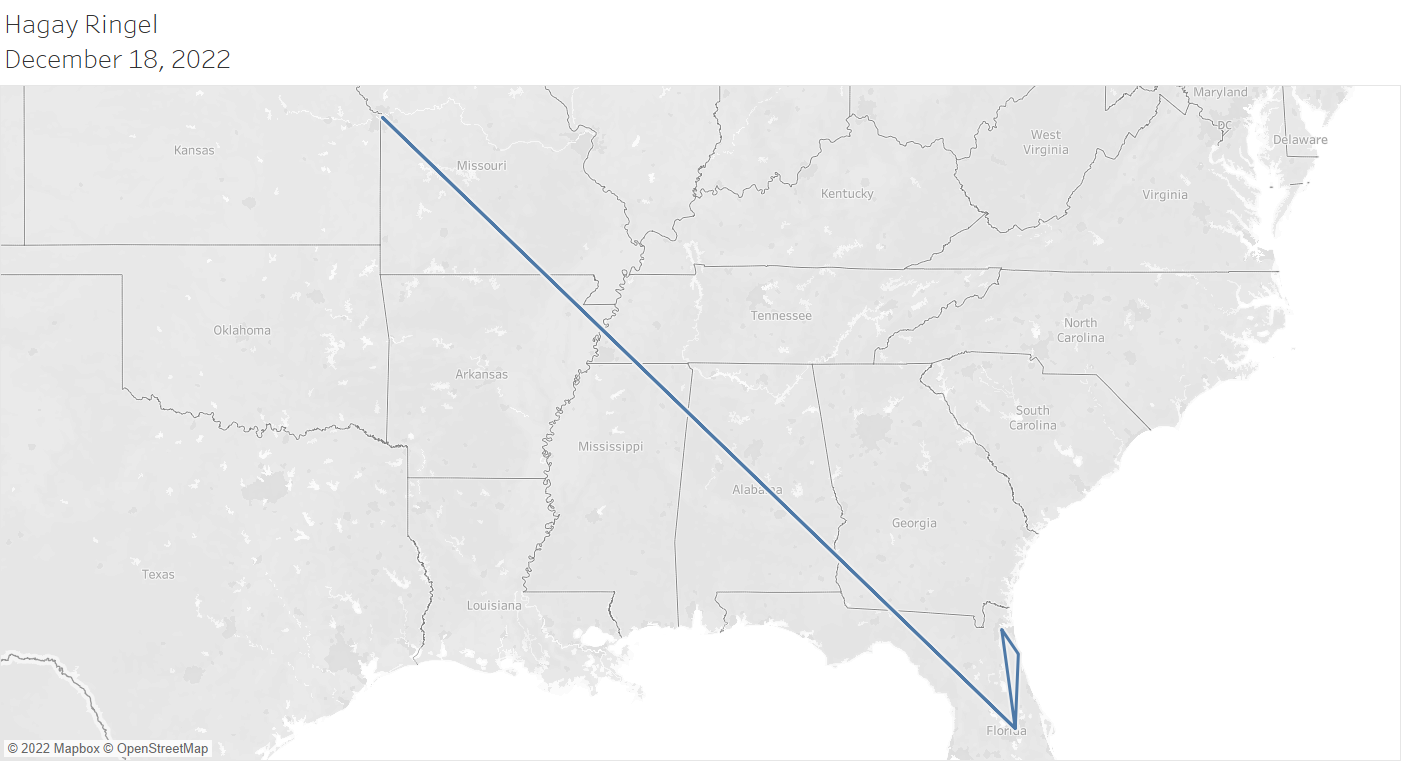 Hagay Ringel
December 18, 2022
Maryland
DC
Delaware
West
Virginia
Kansas
Missouri
Kentucky
Virginia
Oklahoma
Tennessee
North
Carolina
Arkansas
South
Carolina
Mississippi
Alabama
Georgia
Texas
Louisiana
Florida
© 2022 Mapbox © OpenStreetMap